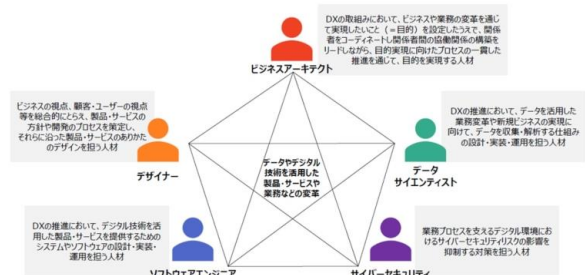 DXの取組みにおいて、ビジネスや業務の変革を通じ
て実現したいこと（＝目的）を設定したうえで、関係
者をコーディネートし関係者間の協働関係の構築を
リードしながら、目的実現に向けたプロセスの一貫した
推進を通じて、目的を実現する人材
ビジネスアーキテクト
ビジネスの視点、顧客・ユーザーの視点
等を総合的にとらえ、製品・サービスの
方針や開発のプロセスを策定し、
それらに沿った製品・サービスのありかた
のデザインを担う人材
デザイナー
DXの推進において、データを活用した
業務変革や新規ビジネスの実現に
向けて、データを収集・解析する仕組み
の設計・実装・運用を担う人材
データ
サイエンティスト
データやデジタル
技術を活用した
製品・サービスや
業務などの変革
DXの推進において、デジタル技術を活
用した製品・サービスを提供するための
システムやソフトウェアの設計・実装・
運用を担う人材
ソフトウェアエンジニア
業務プロセスを支えるデジタル環境にお
けるサイバーセキュリティリスクの影響を
抑制する対策を担う人材
サイバーセキュリティ